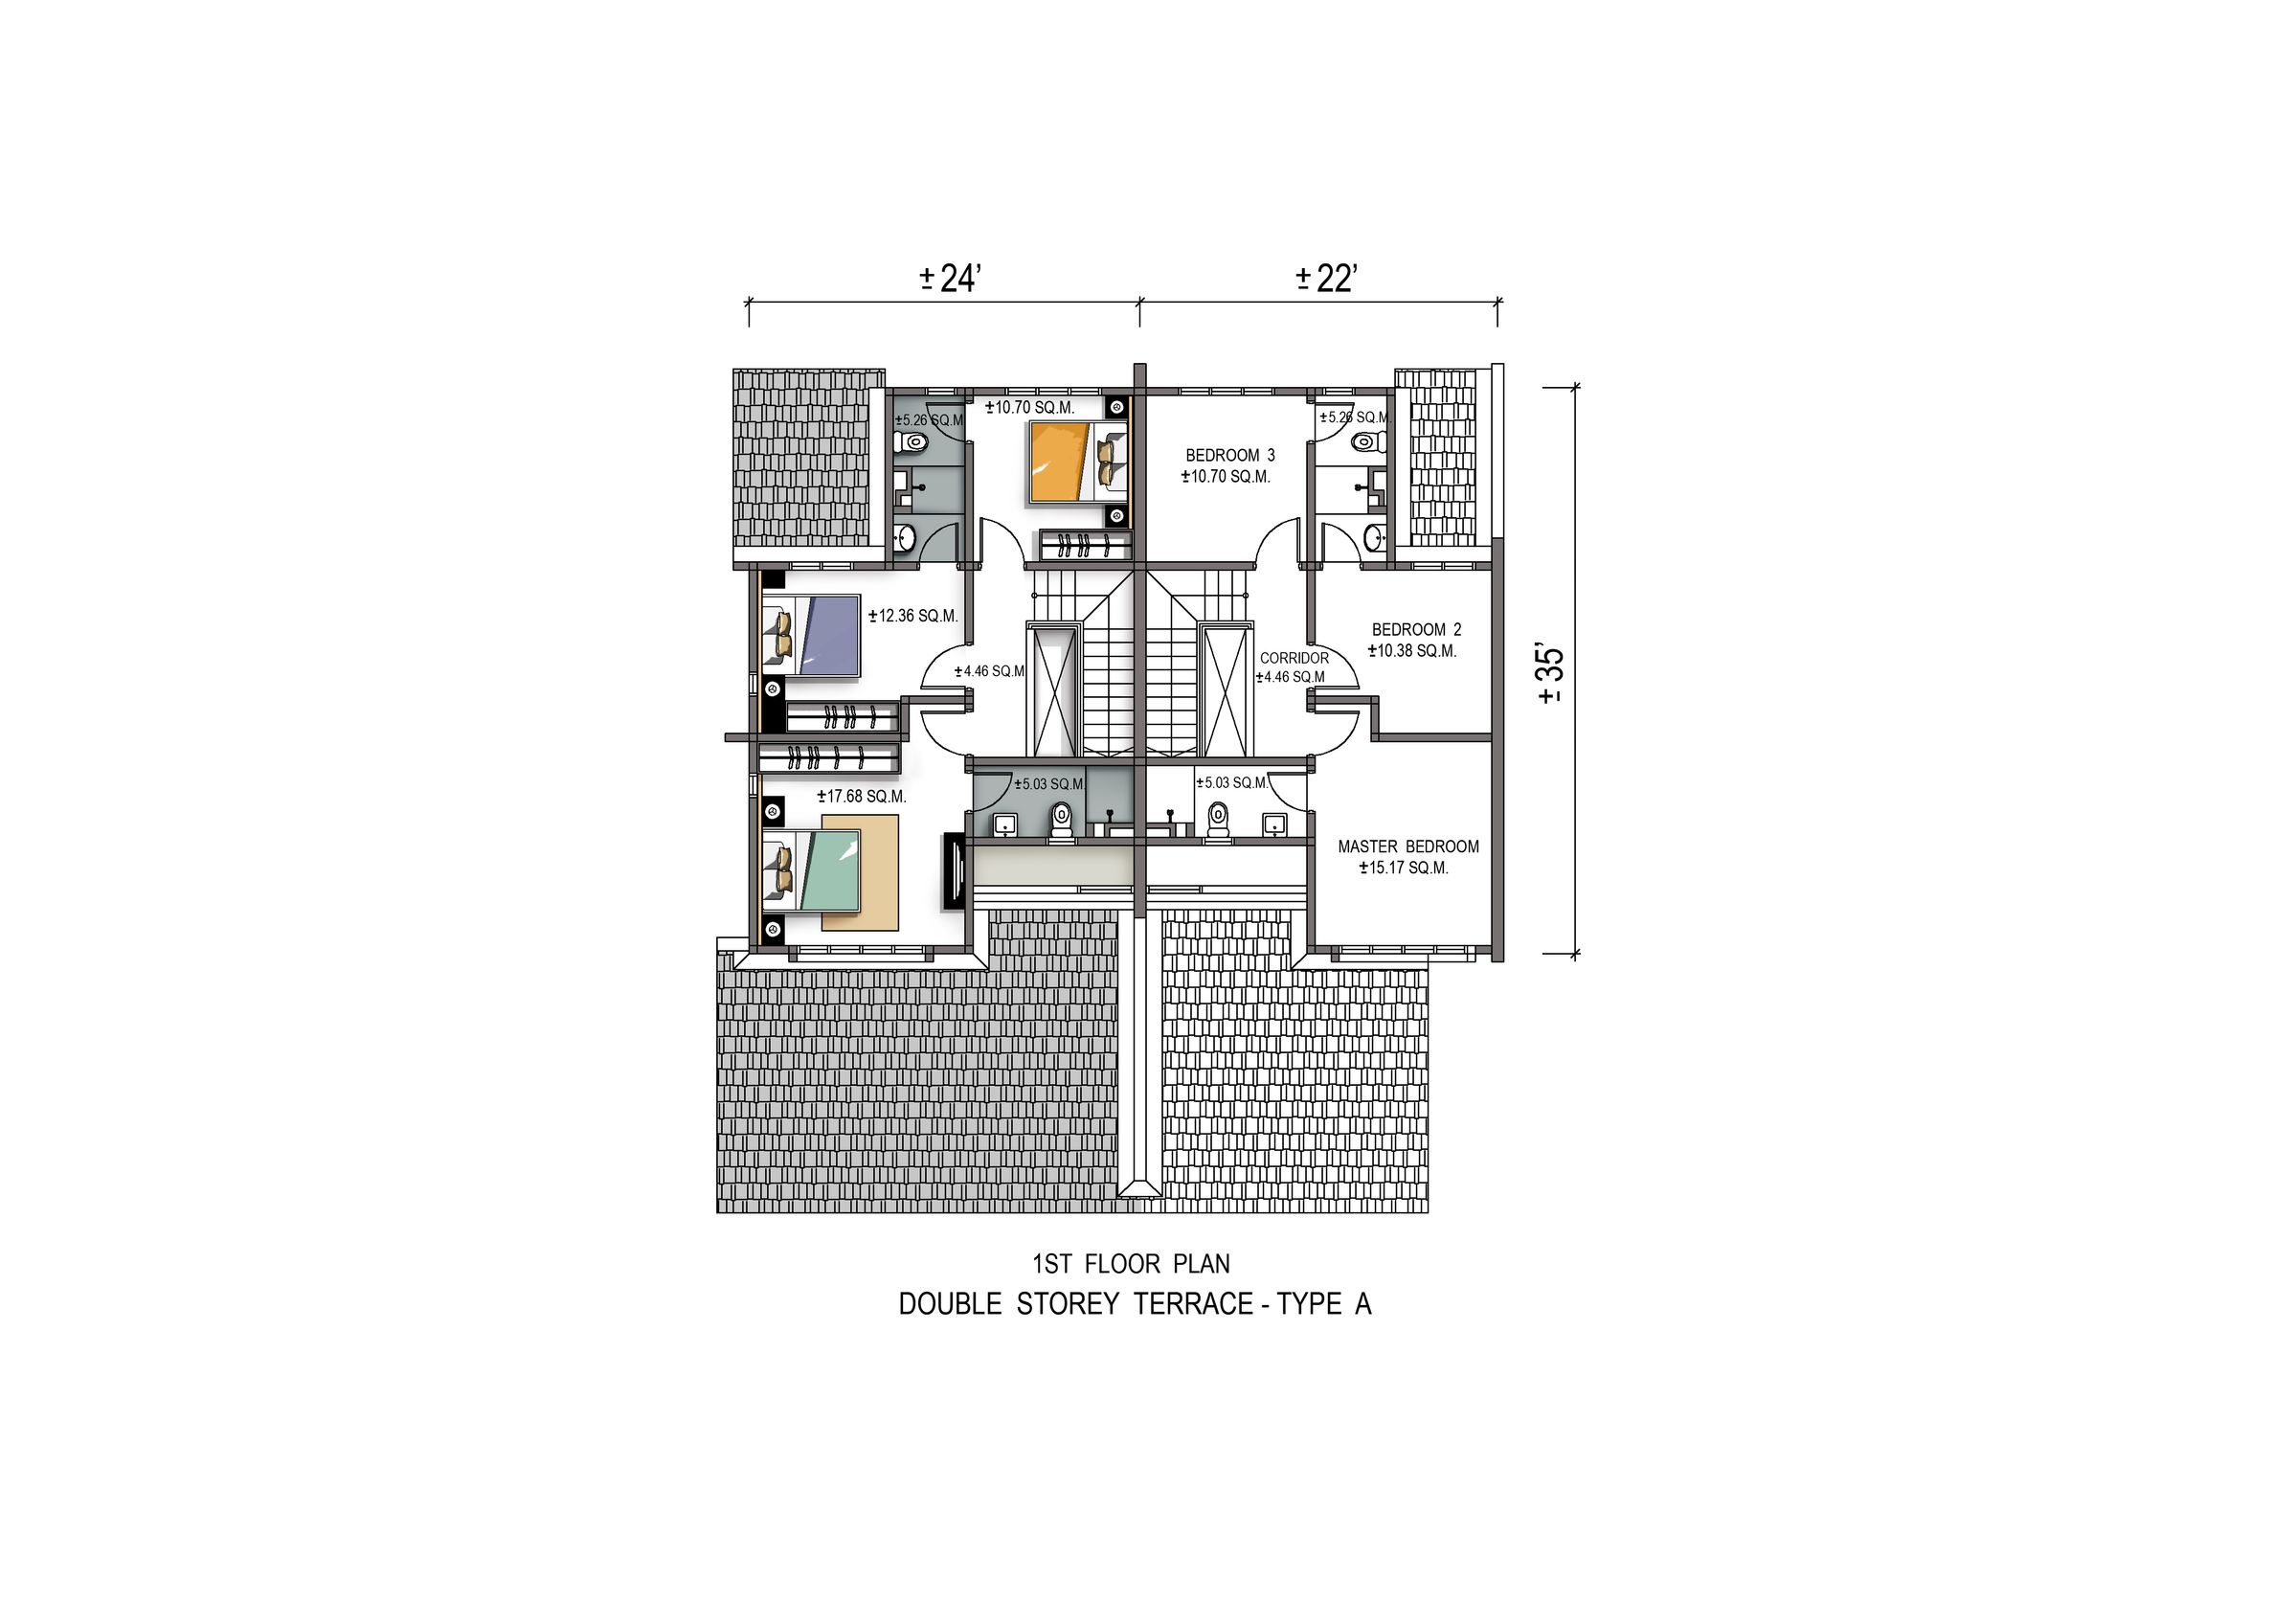 ±24’
±22’
±5.26 SQ.M
±10.70 SQ.M.
±5.26 SQ.M.
BEDROOM 3
±10.70 SQ.M.
±12.36 SQ.M.
BEDROOM 2
±10.38 SQ.M.
±4.46 SQ.M
CORRIDOR
±4.46 SQ.M
±35’
±17.68 SQ.M.
±5.03 SQ.M.
±5.03 SQ.M.
MASTER BEDROOM
±15.17 SQ.M.
1ST FLOOR PLAN
DOUBLE STOREY TERRACE - TYPE A